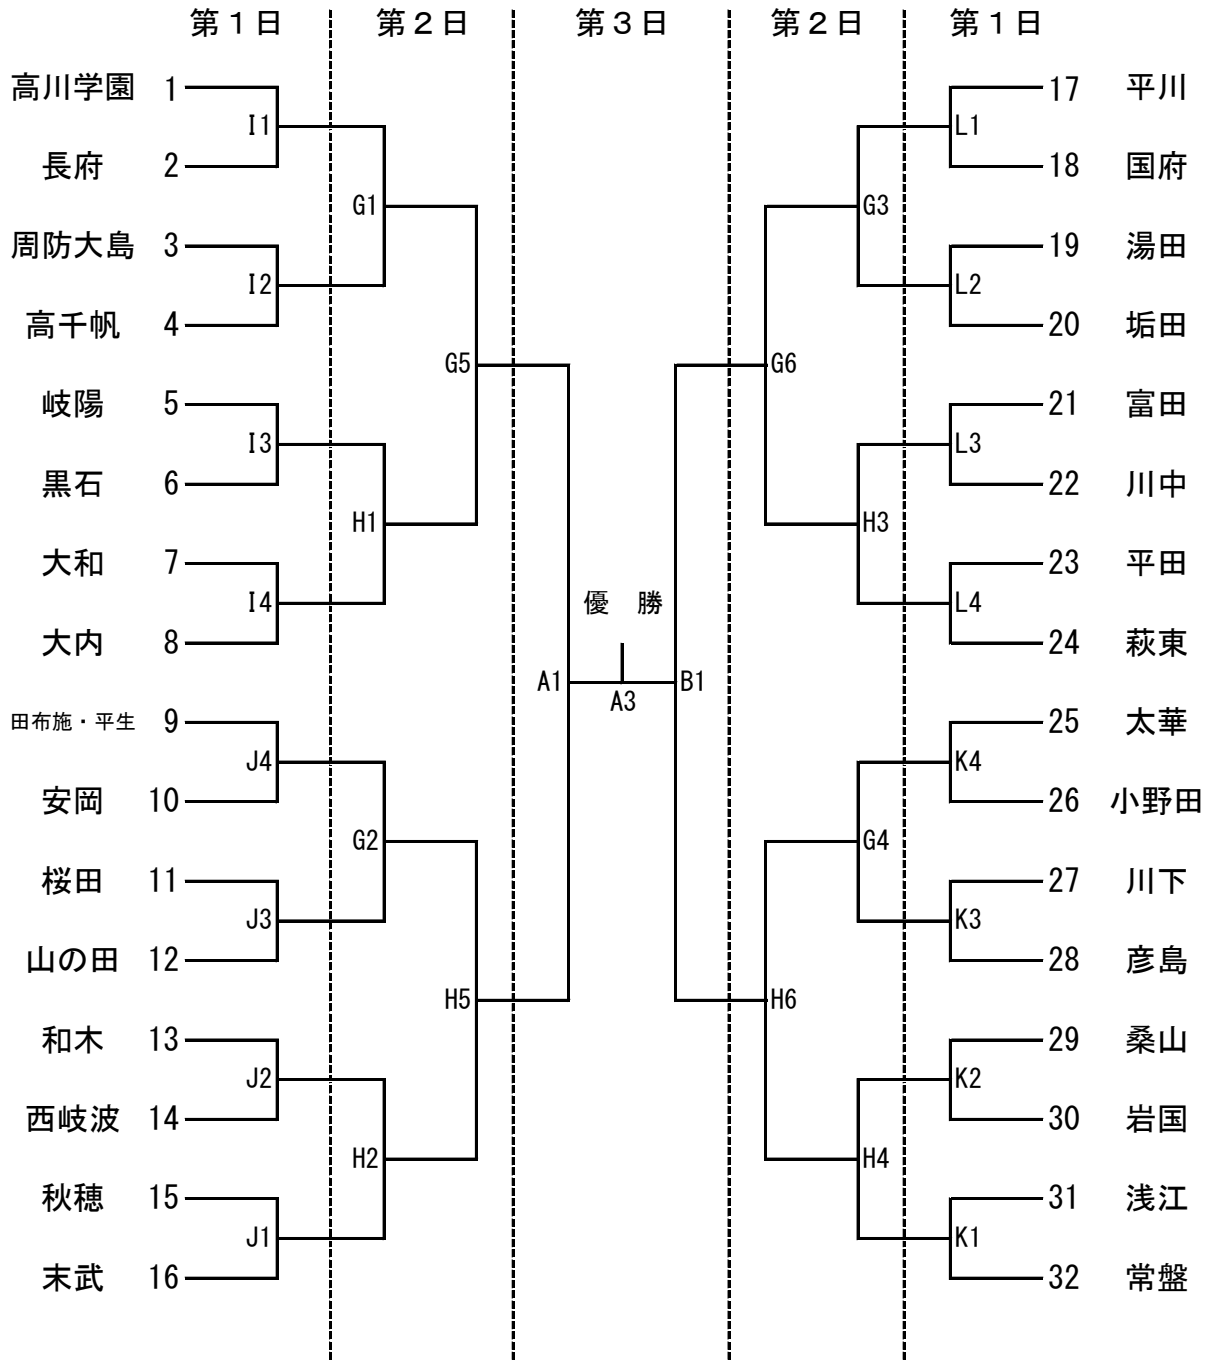 第１日 第２日 第３日 第２日 第１日
高川学園 1 17 平川
I1 L1
長府 2 18 国府
G1 G3
周防大島 3 19 湯田
I2 L2
高千帆 4 20 垢田
G5 G6
岐陽 5 21 富田
I3 L3
黒石 6 22 川中
H1 H3
大和 7 23 平田
I4 優 勝 L4
大内 8 24 萩東
A1 A3 B1
田布施・平生 9 25 太華
J4 K4
安岡 10 26 小野田
G2 G4
桜田 11 27 川下
J3 K3
山の田 12 28 彦島
H5 H6
和木 13 29 桑山
J2 K2
西岐波 14 30 岩国
H2 H4
秋穂 15 31 浅江
J1 K1
末武 16 32 常盤